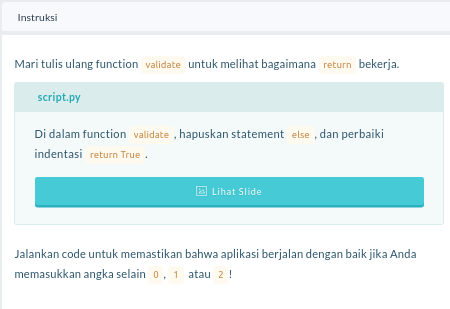 Instruksi
Mari tulis ulang function validate untuk melihat bagaimana return bekerja.
script.py
Di dalam function validate , hapuskan statement else , dan perbaiki
indentasi return True .
Lihat Slide
Jalankan code untuk memastikan bahwa aplikasi berjalan dengan baik jika Anda
memasukkan angka selain 0 , 1 atau 2 !